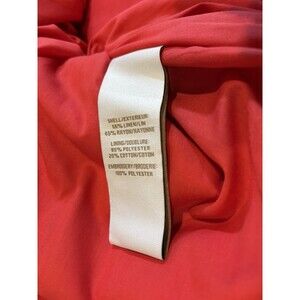 SHELL/EXTERIEUR
55% LINEN/LIN
45% RAYON/RAYONNE
LINING/DOUBLURE
80% POLYESTER
20% COTTON/COTON
EMBROIDERY/BRODERIE
100% POLYESTER